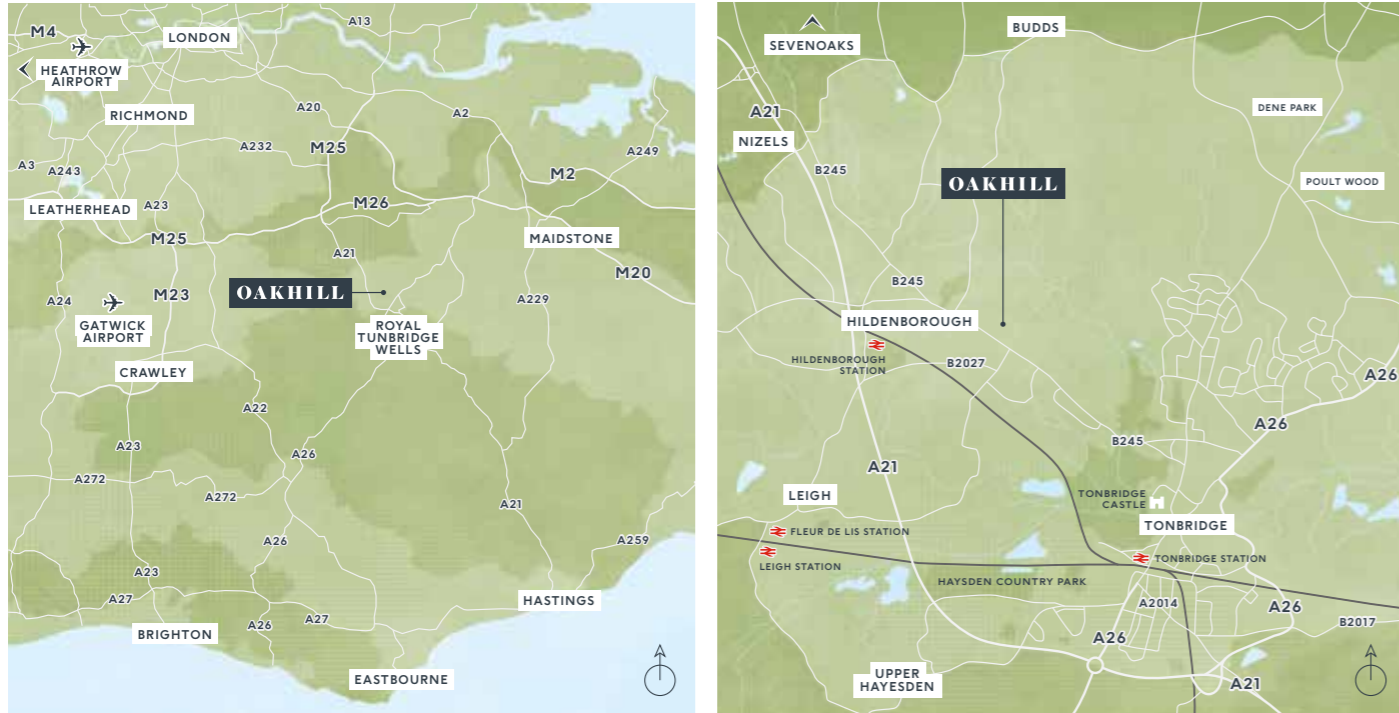 M4
A13
LONDON
HEATHROW
AIRPORT
RICHMOND
A20
A2
A232
M25
A249
A3
A243
M2
LEATHERHEAD
A23
M26
M25
MAIDSTONE
A21
M20
OAKHILL
A24
M23
A229
GATWICK
AIRPORT
ROYAL
TUNBRIDGE
WELLS
CRAWLEY
A22
A23
A26
A272
A272
A21
A26
A259
A23
A27
HASTINGS
A27
A26
BRIGHTON
EASTBOURNE
SEVENOAKS
BUDDS
A21
DENE PARK
NIZELS
B245
OAKHILL
POULT WOOD
B245
HILDENBOROUGH
HILDENBOROUGH
STATION
B2027
A26
A26
B245
A21
LEIGH
TONBRIDGE
CASTLE
TONBRIDGE
FLEUR DE LIS STATION
LEIGH STATION
TONBRIDGE STATION
HAYSDEN COUNTRY PARK
A2014
A26
B2017
A26
UPPER
HAYESDEN
A21